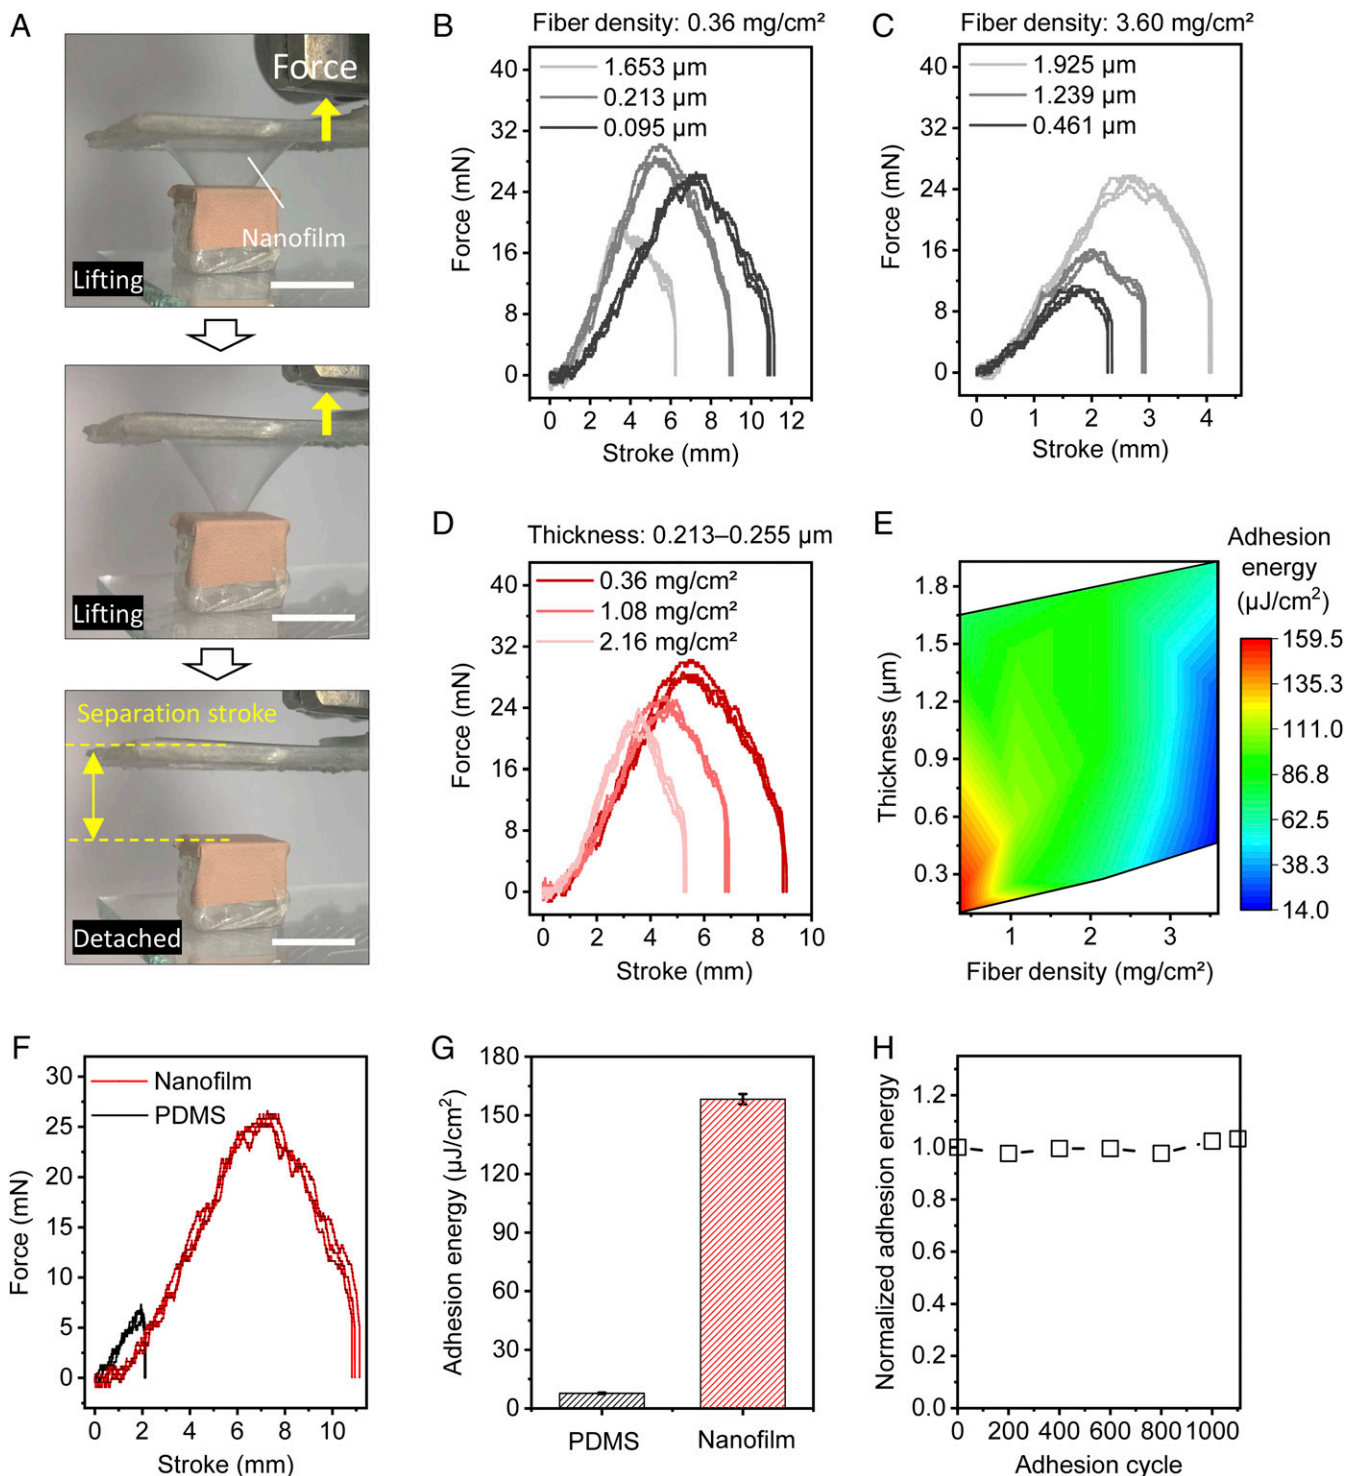 A
Force
Nanofilm
Lifting
Lifting
Separation stroke
Detached
B
Fiber density: 0.36 mg/cm²
40
32
24
16
8
0
1.653 µm
0.213 µm
0.095 µm
Force (mN)
0 2 4 6 8 10 12
Stroke (mm)
C
Fiber density: 3.60 mg/cm²
40
32
24
16
8
0
1.925 µm
1.239 µm
0.461 µm
Force (mN)
0 1 2 3 4
Stroke (mm)
D
Thickness: 0.213–0.255 µm
40
32
24
16
8
0
0.36 mg/cm²
1.08 mg/cm²
2.16 mg/cm²
Force (mN)
0 2 4 6 8 10
Stroke (mm)
E
Adhesion
energy
(µJ/cm²)
1.8
1.5
1.2
0.9
0.6
0.3
Thickness (µm)
1 2 3
Fiber density (mg/cm²)
159.5
135.3
111.0
86.8
62.5
38.3
14.0
F
30
25
20
15
10
5
0
Nanofilm
PDMS
Force (mN)
0 2 4 6 8 10
Stroke (mm)
G
180
150
120
90
60
30
0
Adhesion energy (µJ/cm²)
PDMS Nanofilm
H
1.2
1.0
0.8
0.6
0.4
0.2
0.0
Normalized adhesion energy
0 200 400 600 800 1000
Adhesion cycle